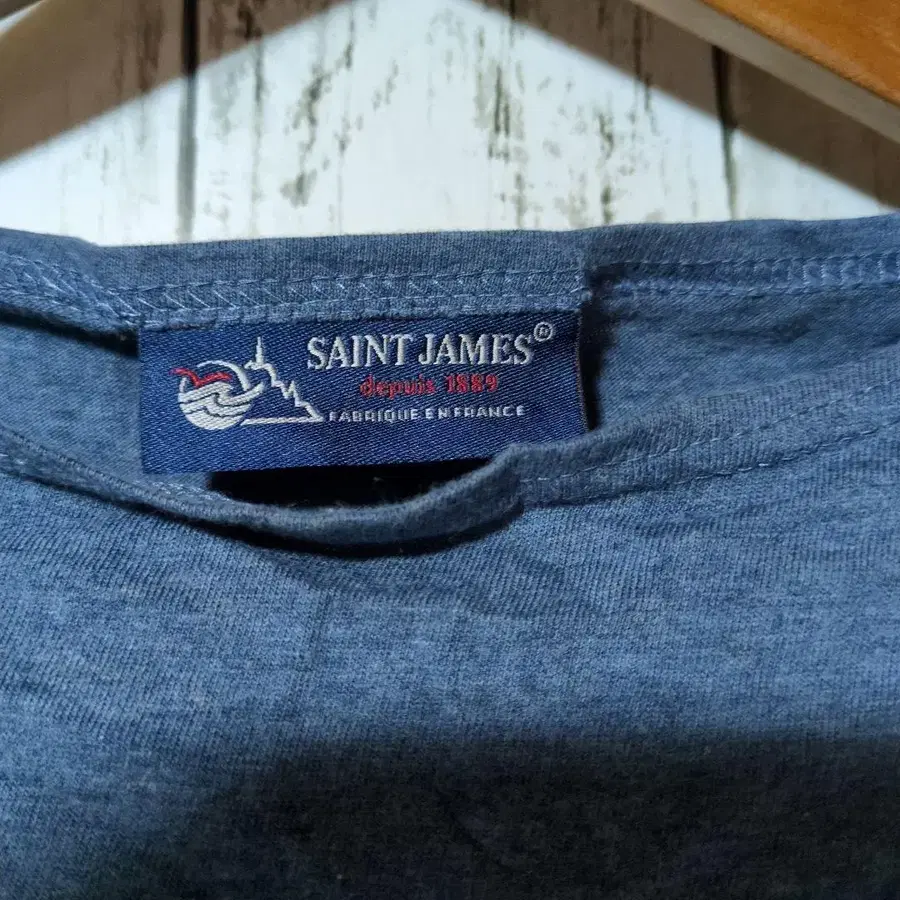 SAINT JAMES®
depuis 1889
FABRIQUE EN FRANCE